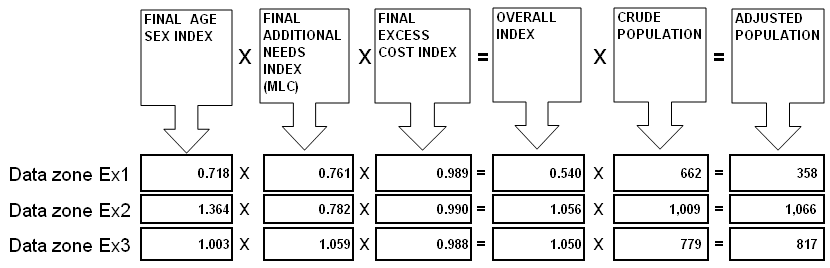 FINAL AGE
SEX INDEX
X
FINAL
ADDITIONAL
NEEDS
INDEX
(MLC)
X
FINAL
EXCESS
COST INDEX
=
OVERALL
INDEX
X
CRUDE
POPULATION
=
ADJUSTED
POPULATION
Data zone Ex1 0.718 X 0.761 X 0.989 = 0.540 X 662 = 358
Data zone Ex2 1.364 X 0.782 X 0.990 = 1.056 X 1,009 = 1,066
Data zone Ex3 1.003 X 1.059 X 0.988 = 1.050 X 779 = 817